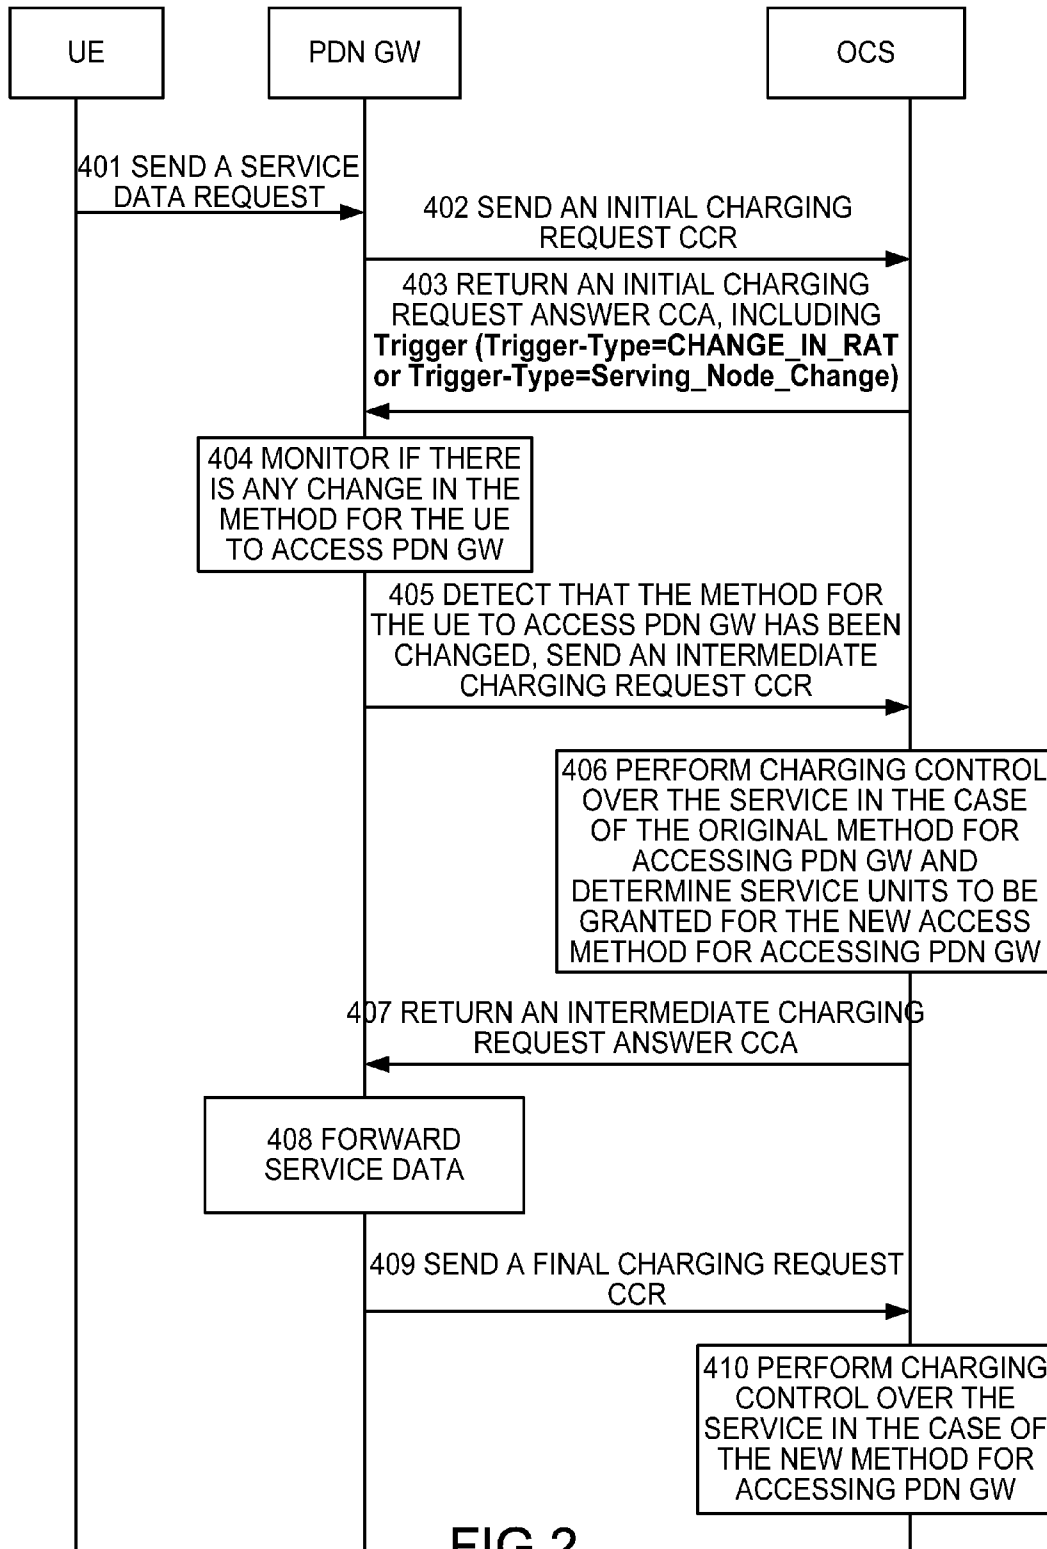 UE
PDN GW
OCS
401 SEND A SERVICE
DATA REQUEST
402 SEND AN INITIAL CHARGING
REQUEST CCR
403 RETURN AN INITIAL CHARGING
REQUEST ANSWER CCA, INCLUDING
Trigger (Trigger-Type=CHANGE_IN_RAT
or Trigger-Type=Serving_Node_Change)
404 MONITOR IF THERE
IS ANY CHANGE IN THE
METHOD FOR THE UE
TO ACCESS PDN GW
405 DETECT THAT THE METHOD FOR
THE UE TO ACCESS PDN GW HAS BEEN
CHANGED, SEND AN INTERMEDIATE
CHARGING REQUEST CCR
406 PERFORM CHARGING CONTROL
OVER THE SERVICE IN THE CASE
OF THE ORIGINAL METHOD FOR
ACCESSING PDN GW AND
DETERMINE SERVICE UNITS TO BE
GRANTED FOR THE NEW ACCESS
METHOD FOR ACCESSING PDN GW
407 RETURN AN INTERMEDIATE CHARGING
REQUEST ANSWER CCA
408 FORWARD
SERVICE DATA
409 SEND A FINAL CHARGING REQUEST
CCR
410 PERFORM CHARGING
CONTROL OVER THE
SERVICE IN THE CASE OF
THE NEW METHOD FOR
ACCESSING PDN GW
FIG.2